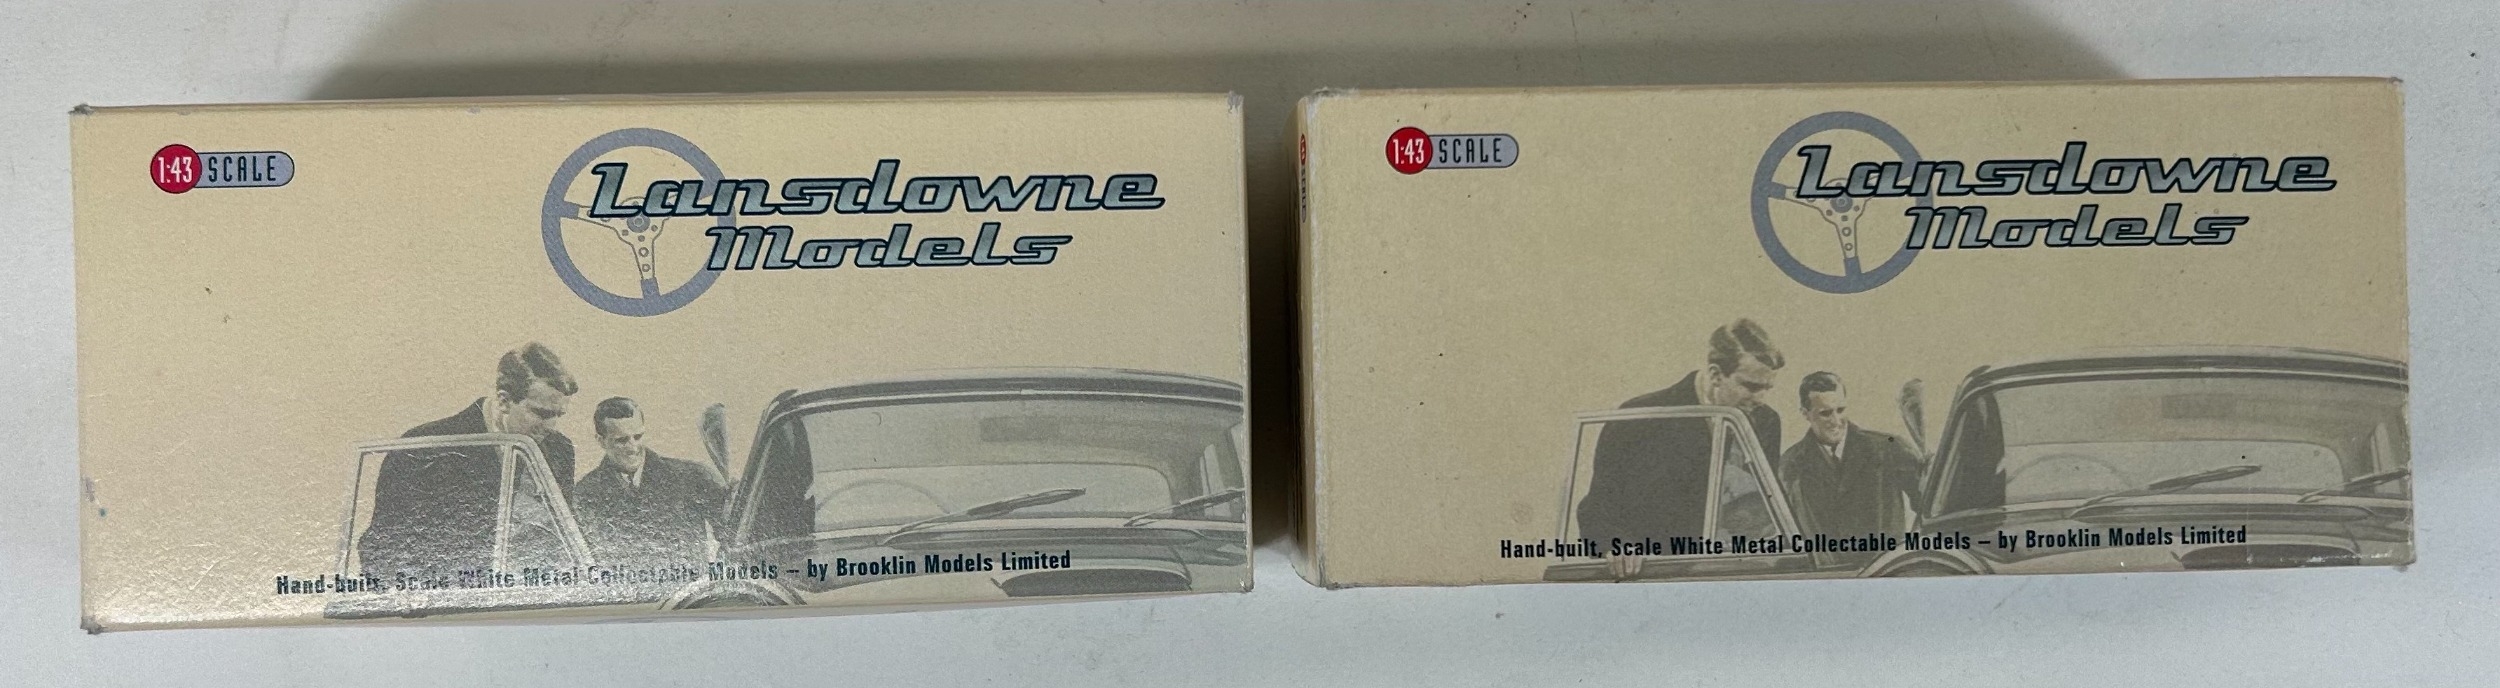 1:43 SCALE
Lansdowne
Models
Hand-built, Scale White Metal Collectable Models – by Brooklin Models Limited
1:43 SCALE
Lansdowne
Models
Hand-built, Scale White Metal Collectable Models – by Brooklin Models Limited